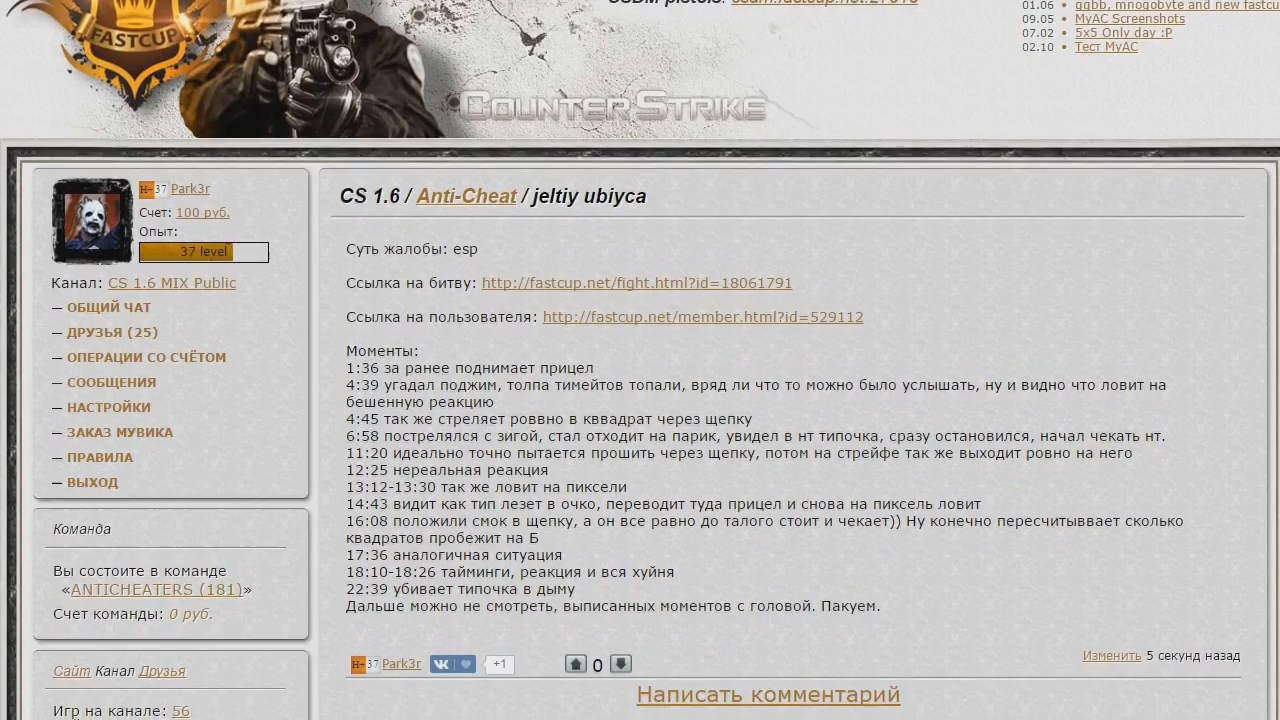 01.06 • ggbb, mnogobyte and new fastcu
09.05 • MyAC Screenshots
07.02 • 5x5 Only day :P
02.10 • Тест MyAC
FASTCUP
COUNTER STRIKE
H+ 37 Park3r
Счет: 100 руб.
Опыт:
37 level
Канал: CS 1.6 MIX Public
— ОБЩИЙ ЧАТ
— ДРУЗЬЯ (25)
— ОПЕРАЦИИ СО СЧЁТОМ
— СООБЩЕНИЯ
— НАСТРОЙКИ
— ЗАКАЗ МУВИКА
— ПРАВИЛА
— ВЫХОД
Команда
Вы состоите в команде
«ANTICHEATERS (181)»
Счет команды: 0 руб.
Сайт Канал Друзья
Игр на канале: 56
CS 1.6 / Anti-Cheat / jeltiy ubiyca
Суть жалобы: esp
Ссылка на битву: http://fastcup.net/fight.html?id=18061791
Ссылка на пользователя: http://fastcup.net/member.html?id=529112
Моменты:
1:36 за ранее поднимает прицел
4:39 угадал поджим, толпа тимейтов топали, вряд ли что то можно было услышать, ну и видно что ловит на
бешенную реакцию
4:45 так же стреляет роввно в кввадрат через щепку
6:58 пострелялся с зигой, стал отходит на парик, увидел в нт типочка, сразу остановился, начал чекать нт.
11:20 идеально точно пытается прошить через щепку, потом на стрейфе так же выходит ровно на него
12:25 нереальная реакция
13:12-13:30 так же ловит на пиксели
14:43 видит как тип лезет в очко, переводит туда прицел и снова на пиксель ловит
16:08 положили смок в щепку, а он все равно до талого стоит и чекает)) Ну конечно пересчитыввает сколько
квадратов пробежит на Б
17:36 аналогичная ситуация
18:10-18:26 тайминги, реакция и вся хуйня
22:39 убивает типочка в дыму
Дальше можно не смотреть, выписанных моментов с головой. Пакуем.
H+ 37 Park3r +1 0
Изменить 5 секунд назад
Написать комментарий